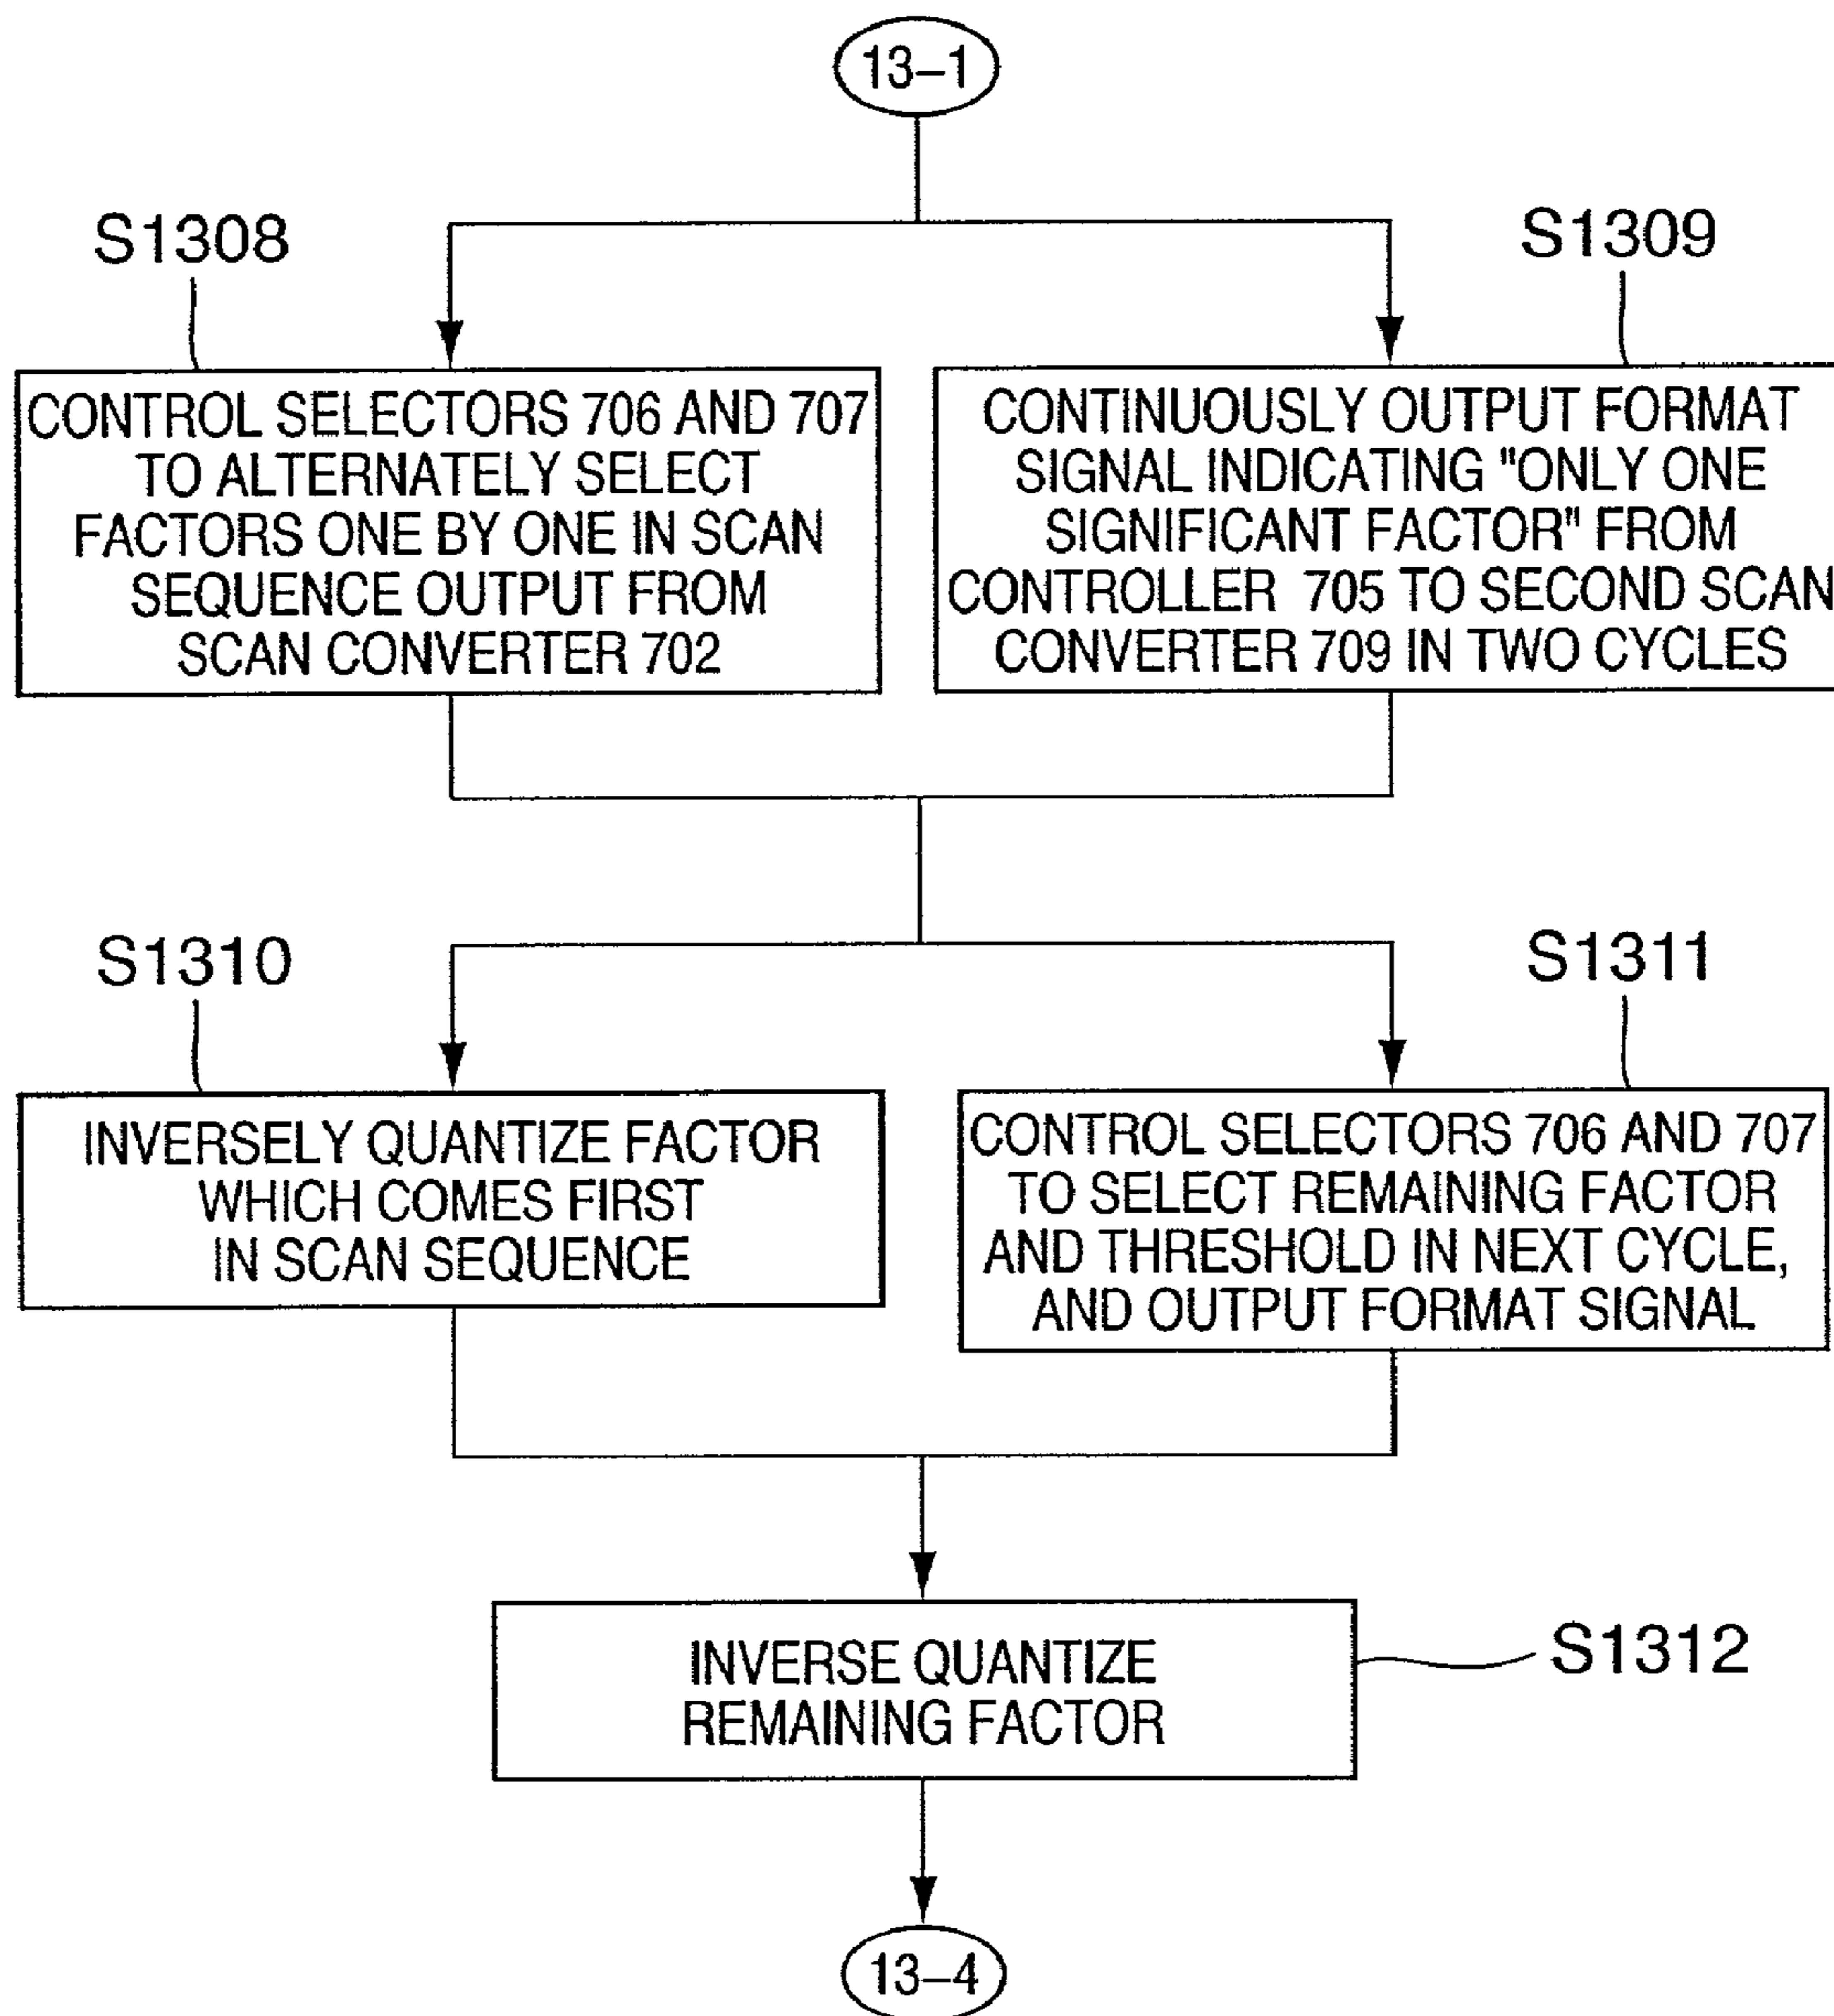 13–1
S1308
S1309
CONTROL SELECTORS 706 AND 707
TO ALTERNATELY SELECT
FACTORS ONE BY ONE IN SCAN
SEQUENCE OUTPUT FROM
SCAN CONVERTER 702
CONTINUOUSLY OUTPUT FORMAT
SIGNAL INDICATING "ONLY ONE
SIGNIFICANT FACTOR" FROM
CONTROLLER 705 TO SECOND SCAN
CONVERTER 709 IN TWO CYCLES
S1310
S1311
INVERSELY QUANTIZE FACTOR
WHICH COMES FIRST
IN SCAN SEQUENCE
CONTROL SELECTORS 706 AND 707
TO SELECT REMAINING FACTOR
AND THRESHOLD IN NEXT CYCLE,
AND OUTPUT FORMAT SIGNAL
INVERSE QUANTIZE
REMAINING FACTOR
S1312
13–4